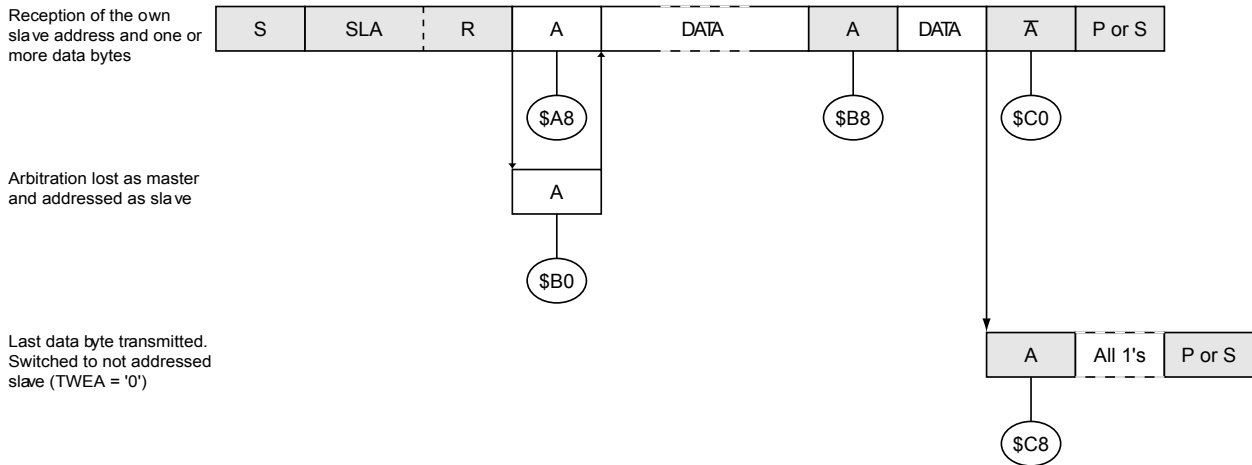 Reception of the own
slave address and one or
more data bytes
S SLA R A DATA A DATA A̅ P or S
$A8 $B8 $C0
Arbitration lost as master
and addressed as slave
A
$B0
Last data byte transmitted.
Switched to not addressed
slave (TWEA = '0')
A All 1's P or S
$C8